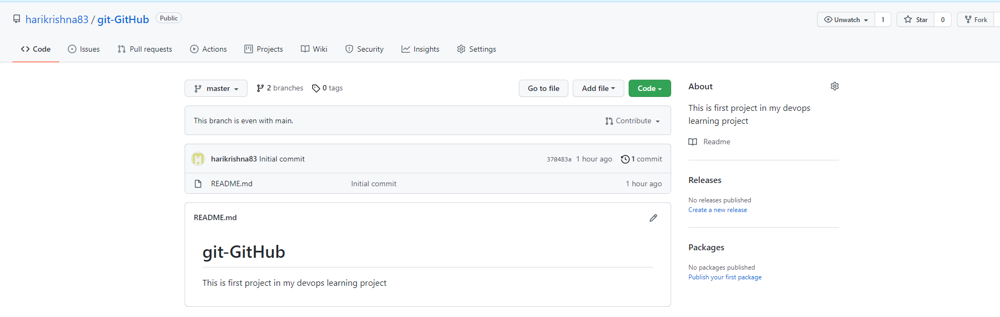 harikrishna83 / git-GitHub Public
Unwatch 1 Star 0 Fork
Code Issues Pull requests Actions Projects Wiki Security Insights Settings
master 2 branches 0 tags Go to file Add file Code
This branch is even with main. Contribute
harikrishna83 Initial commit 370483a 1 hour ago 1 commit
README.md Initial commit 1 hour ago
README.md
git-GitHub
This is first project in my devops learning project
About
This is first project in my devops
learning project
Readme
Releases
No releases published
Create a new release
Packages
No packages published
Publish your first package